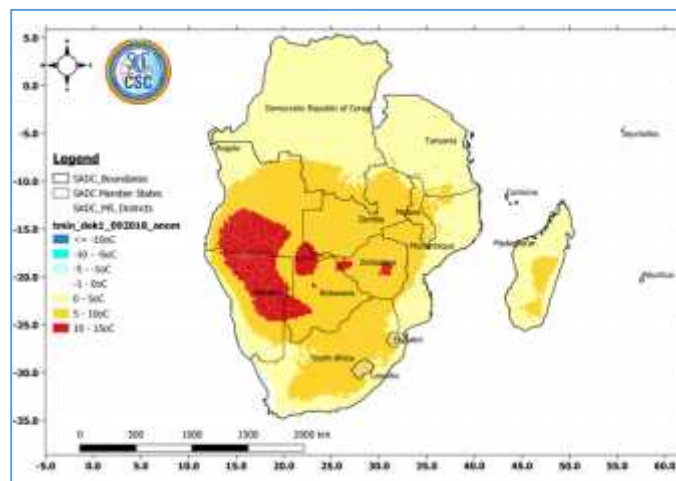 5.0
0.0
-5.0
-10.0
-15.0
-20.0
-25.0
-30.0
-35.0
CSC
Democratic Republic of Congo
Tanzania
Seychelles
Angola
Comoros
Zambia
Malawi
Mozambique
Madagascar
Zimbabwe
Mauritius
Botswana
South Africa
Lesotho
Legend
SADC_Boundaries
SADC Member States
SADC_MS_Districts
<= -10oC
-10 - -5oC
-5 - -1oC
-1 - 0oC
0 - 5oC
5 - 10oC
10 - 15oC
0 500 1000 1500 2000 km
-5.0 0.0 5.0 10.0 15.0 20.0 25.0 30.0 35.0 40.0 45.0 50.0 55.0 60.0